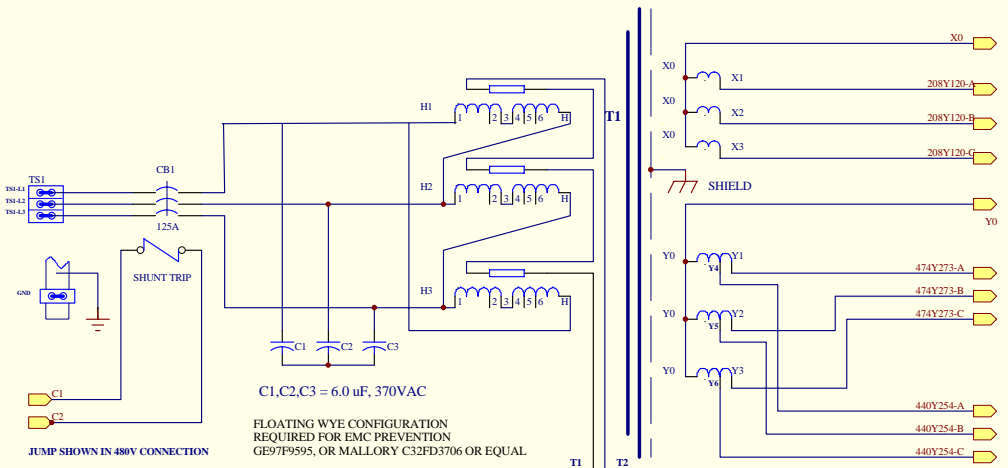 X0
X0
X1
208Y120-A
H1
1 2 3 4 5 6 H
T1
X0
X2
208Y120-B
X0
X3
208Y120-C
CB1
TS1
TS1-L1
TS1-L2
TS1-L3
125A
H2
1 2 3 4 5 6 H
SHIELD
Y0
SHUNT TRIP
GND
Y0
Y1
Y4
474Y273-A
H3
1 2 3 4 5 6 H
474Y273-B
Y0
Y2
Y5
474Y273-C
C1
C2
C3
Y0
Y3
Y6
C1,C2,C3 = 6.0 uF, 370VAC
C1
C2
440Y254-A
FLOATING WYE CONFIGURATION
REQUIRED FOR EMC PREVENTION
GE97F9595, OR MALLORY C32FD3706 OR EQUAL
440Y254-B
JUMP SHOWN IN 480V CONNECTION
440Y254-C
T1
T2